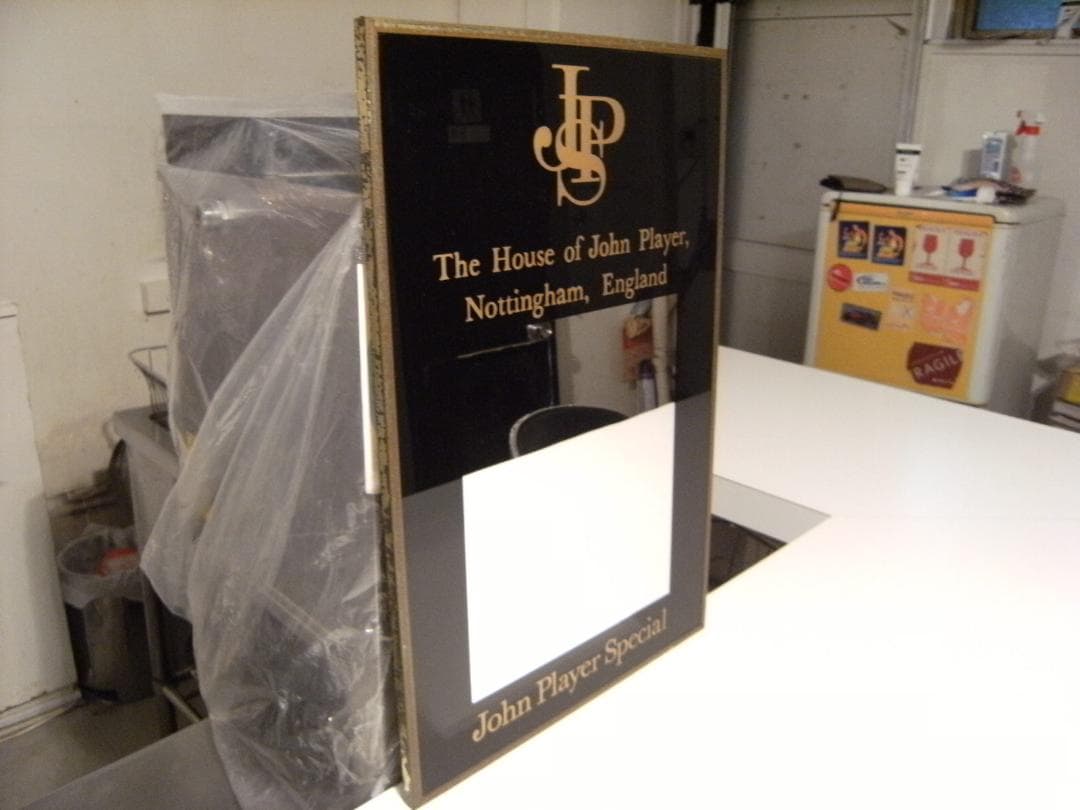 JPS
The House of John Player,
Nottingham, England
John Player Special
RAGIL